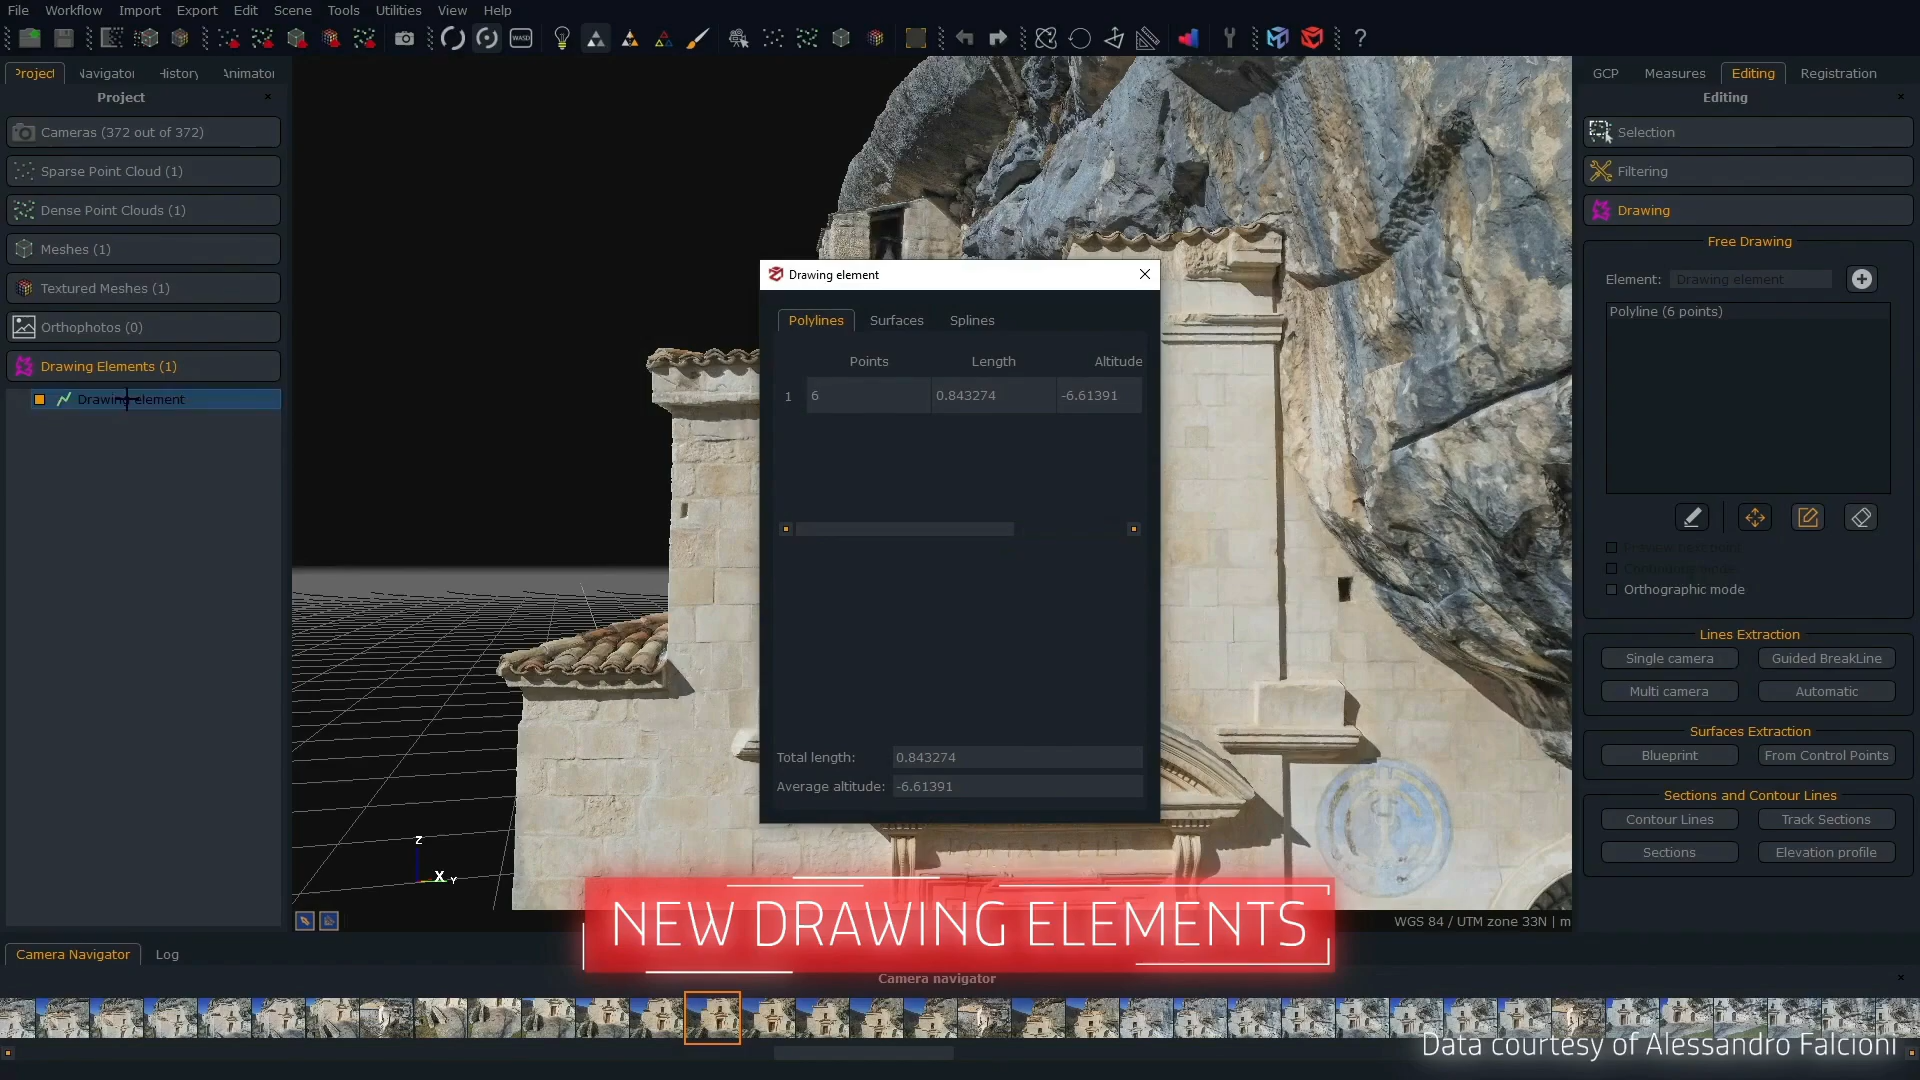 File Workflow Import Export Edit Scene Tools Utilities View Help
WASD
Project Navigator History Animator
Project
Cameras (372 out of 372)
Sparse Point Cloud (1)
Dense Point Clouds (1)
Meshes (1)
Textured Meshes (1)
Orthophotos (0)
Drawing Elements (1)
Drawing element
Z
X
Y
Drawing element
Polylines Surfaces Splines
Points Length Altitude
1 6 0.843274 -6.61391
Total length: 0.843274
Average altitude: -6.61391
PORTA CELI
GCP Measures Editing Registration
Editing
Selection
Filtering
Drawing
Free Drawing
Element: Drawing element
Polyline (6 points)
Orthographic mode
Lines Extraction
Single camera Guided BreakLine
Multi camera Automatic
Surfaces Extraction
Blueprint From Control Points
Sections and Contour Lines
Contour Lines Track Sections
Sections Elevation profile
WGS 84 / UTM zone 33N | m
NEW DRAWING ELEMENTS
Camera Navigator Log
Camera navigator
Data courtesy of Alessandro Falcioni